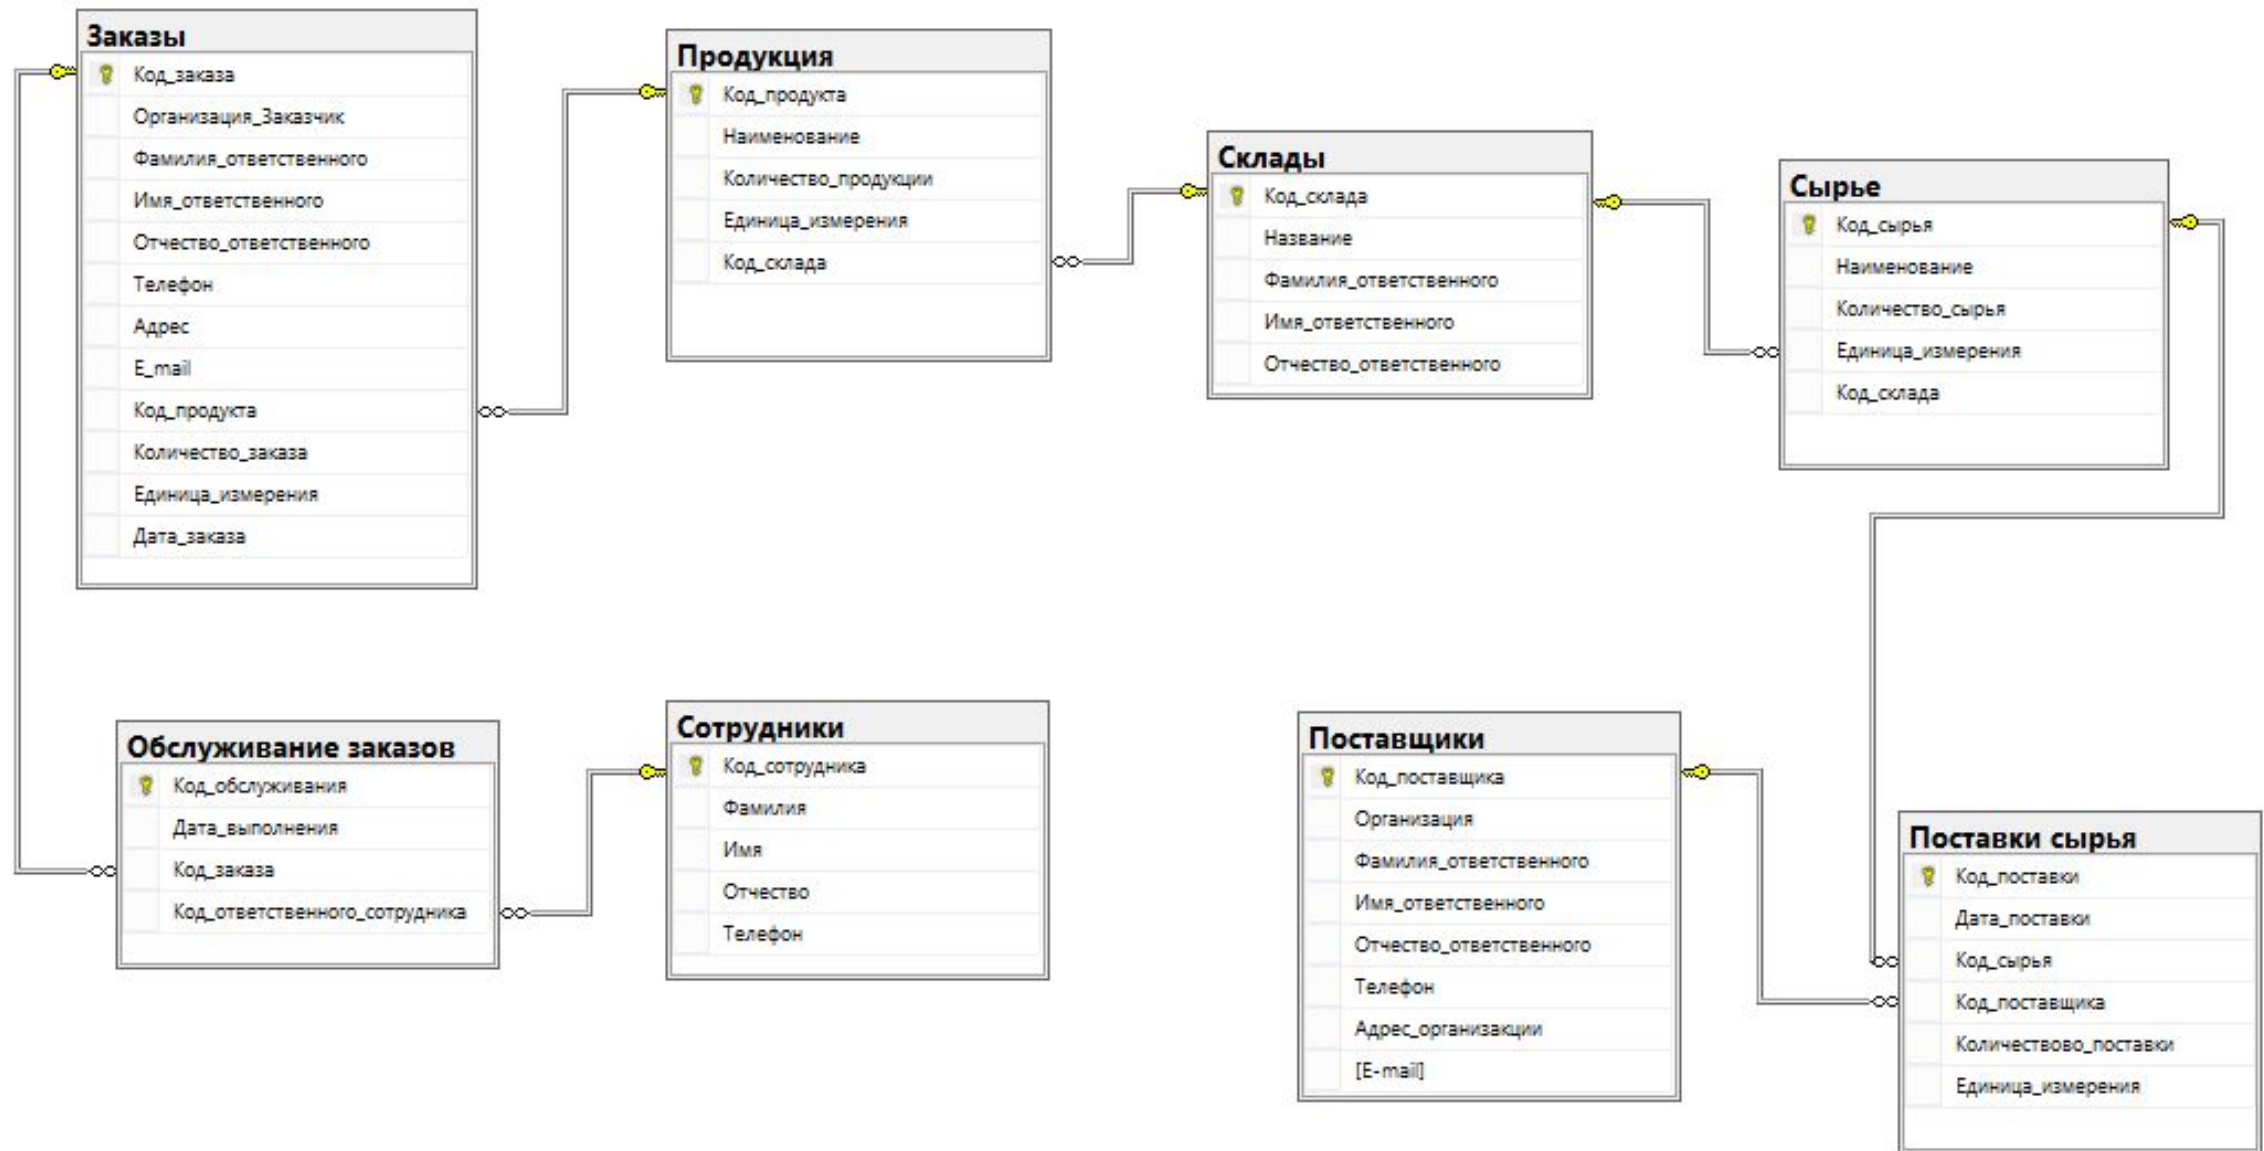 Заказы
Код_заказа
Организация_Заказчик
Фамилия_ответственного
Имя_ответственного
Отчество_ответственного
Телефон
Адрес
E_mail
Код_продукта
Количество_заказа
Единица_измерения
Дата_заказа
Продукция
Код_продукта
Наименование
Количество_продукции
Единица_измерения
Код_склада
Склады
Код_склада
Название
Фамилия_ответственного
Имя_ответственного
Отчество_ответственного
Сырье
Код_сырья
Наименование
Количество_сырья
Единица_измерения
Код_склада
Обслуживание заказов
Код_обслуживания
Дата_выполнения
Код_заказа
Код_ответственного_сотрудника
Сотрудники
Код_сотрудника
Фамилия
Имя
Отчество
Телефон
Поставщики
Код_поставщика
Организация
Фамилия_ответственного
Имя_ответственного
Отчество_ответственного
Телефон
Адрес_организакции
[E-mail]
Поставки сырья
Код_поставки
Дата_поставки
Код_сырья
Код_поставщика
Количествово_поставки
Единица_измерения